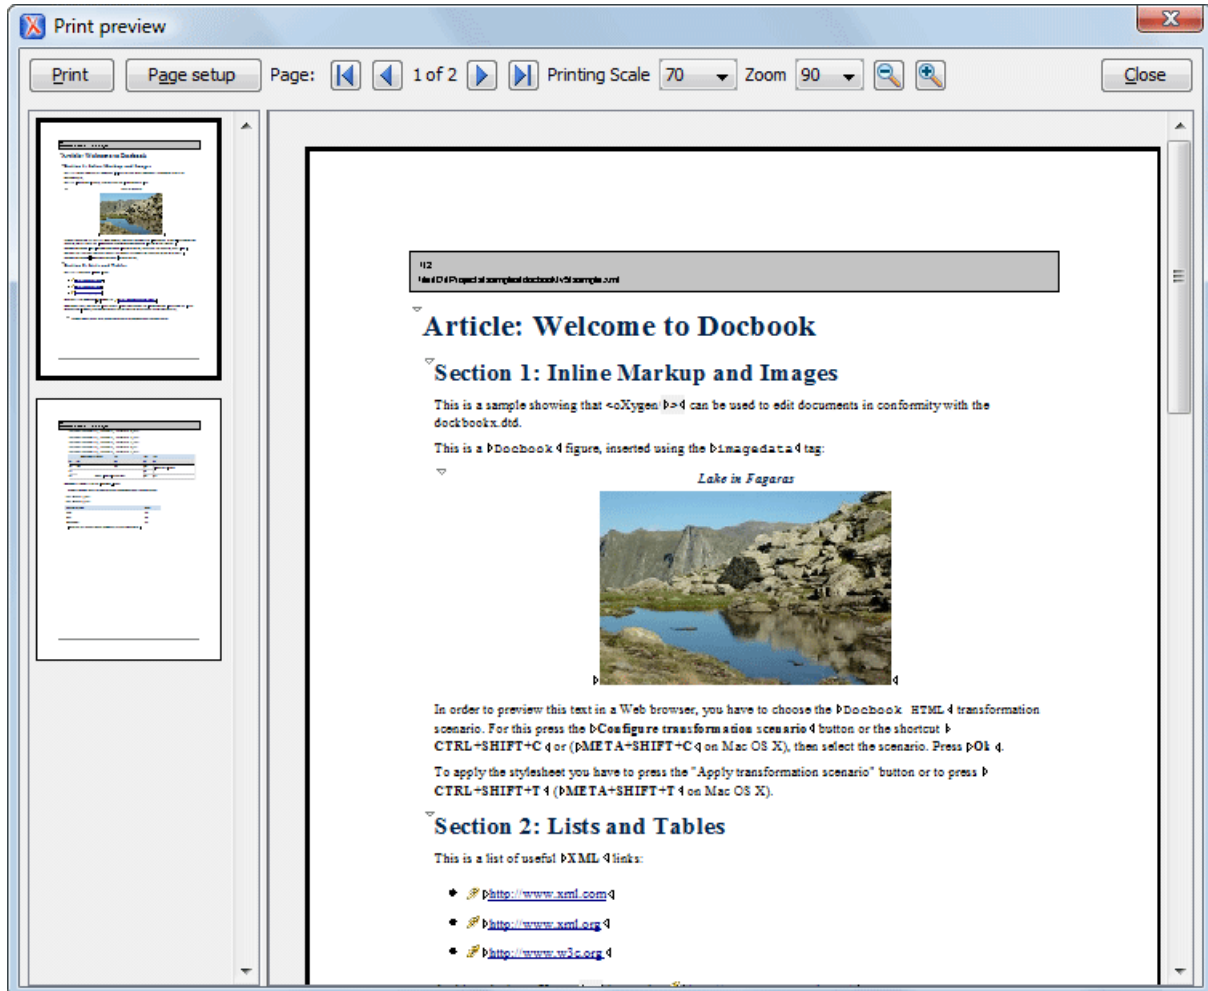 Print preview
Print Page setup Page: 1 of 2 Printing Scale 70 Zoom 90 Close
Article: Welcome to Docbook
Section 1: Inline Markup and Images
This is a sample showing that <oXygen/> can be used to edit documents in conformity with the
dockbookx.dtd.
This is a Docbook figure, inserted using the imagedata tag:
Lake in Fagaras
In order to preview this text in a Web browser, you have to choose the Docbook HTML transformation
scenario. For this press the Configure transformation scenario button or the shortcut
CTRL+SHIFT+C or (META+SHIFT+C on Mac OS X), then select the scenario. Press Ok .
To apply the stylesheet you have to press the "Apply transformation scenario" button or to press
CTRL+SHIFT+T (META+SHIFT+T on Mac OS X).
Section 2: Lists and Tables
This is a list of useful XML links:
http://www.xml.com
http://www.xml.org
http://www.w3c.org